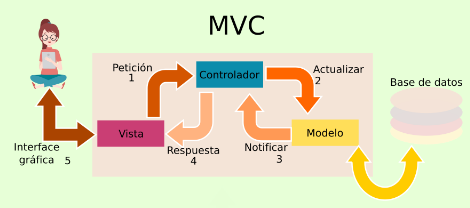 MVC
Petición
1
Controlador
Actualizar
2
Base de datos
Vista
Modelo
Interface
gráfica 5
Respuesta
4
Notificar
3